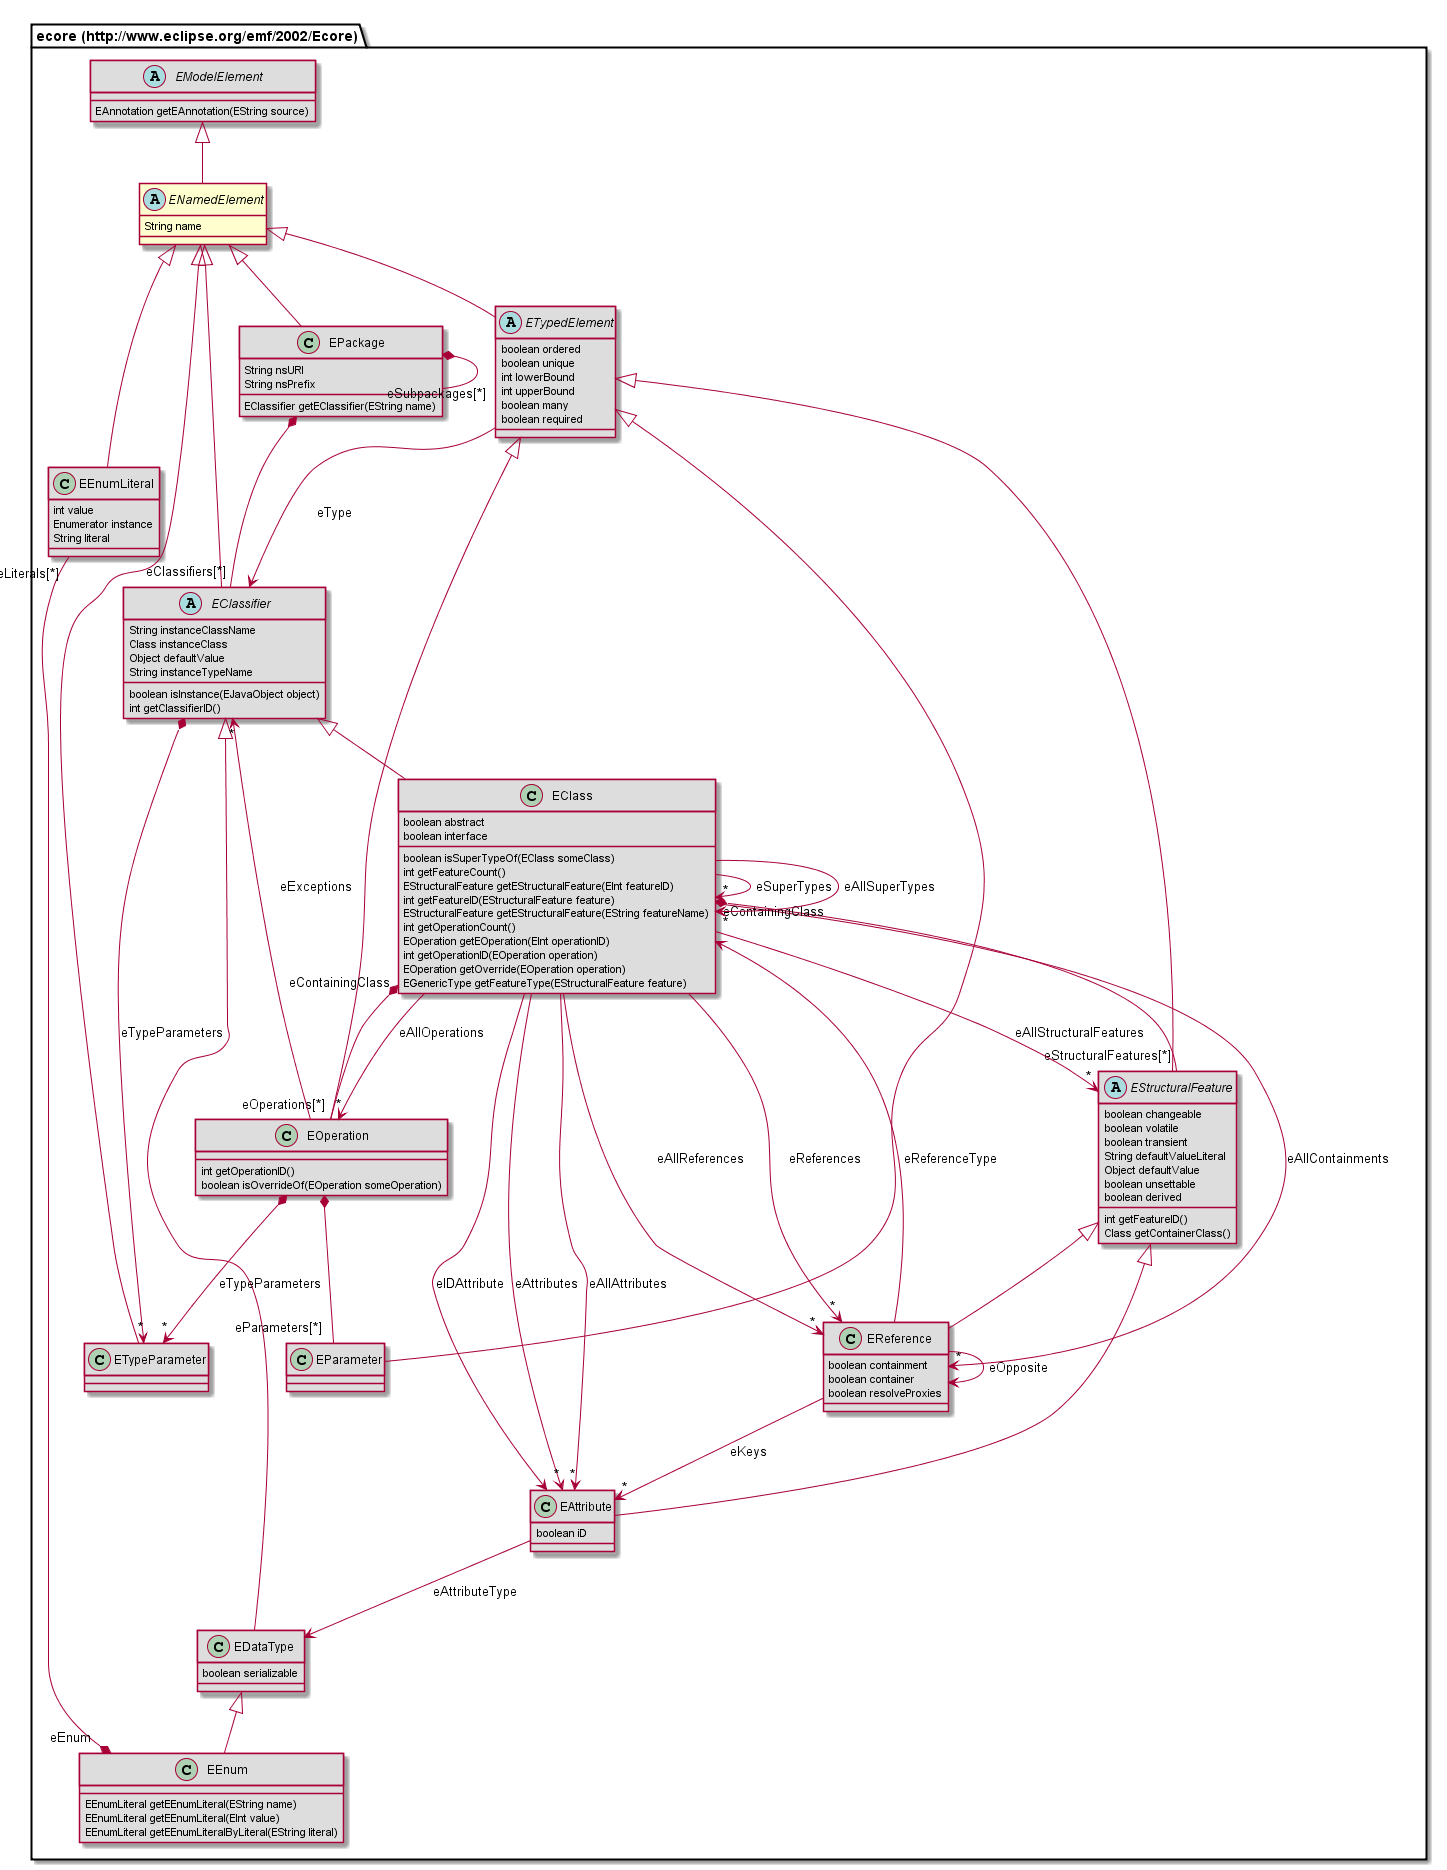 ecore (http://www.eclipse.org/emf/2002/Ecore)
A EModelElement
EAnnotation getEAnnotation(EString source)
A ENamedElement
String name
A ETypedElement
boolean ordered
boolean unique
int lowerBound
int upperBound
boolean many
boolean required
C EPackage
String nsURI
String nsPrefix
EClassifier getEClassifier(EString name)
eSubpackages[*]
C EEnumLiteral
int value
Enumerator instance
String literal
eType
eLiterals[*]
eClassifiers[*]
A EClassifier
String instanceClassName
Class instanceClass
Object defaultValue
String instanceTypeName
boolean isInstance(EJavaObject object)
int getClassifierID()
*
C EClass
boolean abstract
boolean interface
boolean isSuperTypeOf(EClass someClass)
int getFeatureCount()
EStructuralFeature getEStructuralFeature(EInt featureID)
int getFeatureID(EStructuralFeature feature)
EStructuralFeature getEStructuralFeature(EString featureName)
int getOperationCount()
EOperation getEOperation(EInt operationID)
int getOperationID(EOperation operation)
EOperation getOverride(EOperation operation)
EGenericType getFeatureType(EStructuralFeature feature)
*
eSuperTypes
eAllSuperTypes
eContainingClass
*
eExceptions
eContainingClass
eTypeParameters
eAllOperations
eAllStructuralFeatures
eStructuralFeatures[*]
*
A EStructuralFeature
boolean changeable
boolean volatile
boolean transient
String defaultValueLiteral
Object defaultValue
boolean unsettable
boolean derived
int getFeatureID()
Class getContainerClass()
eOperations[*]
*
C EOperation
int getOperationID()
boolean isOverrideOf(EOperation someOperation)
eAllReferences
eReferences
eReferenceType
eAllContainments
eTypeParameters
eIDAttribute
eAttributes
eAllAttributes
*
*
eParameters[*]
*
*
C ETypeParameter
C EParameter
C EReference
boolean containment
boolean container
boolean resolveProxies
*
eOpposite
eKeys
*
*
*
C EAttribute
boolean iD
eAttributeType
C EDataType
boolean serializable
eEnum
C EEnum
EEnumLiteral getEEnumLiteral(EString name)
EEnumLiteral getEEnumLiteral(EInt value)
EEnumLiteral getEEnumLiteralByLiteral(EString literal)